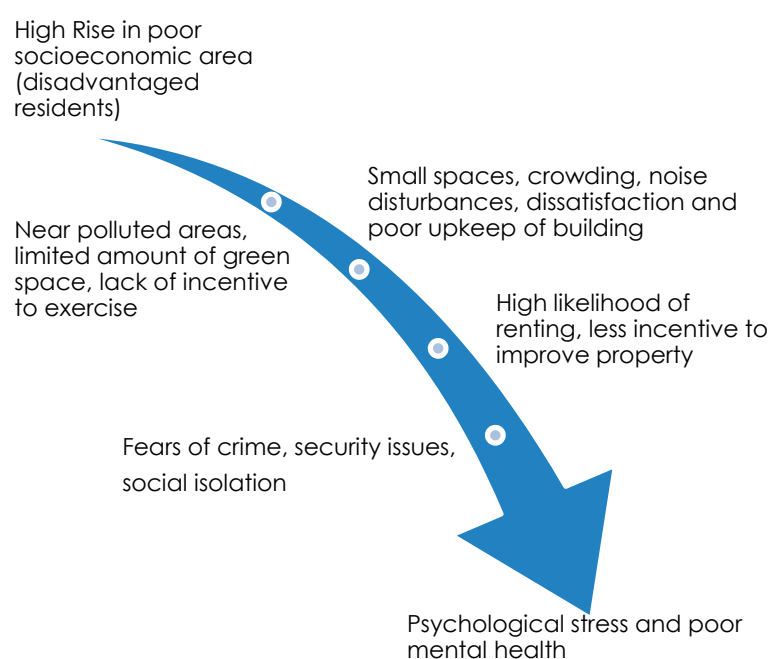 High Rise in poor
socioeconomic area
(disadvantaged
residents)
Small spaces, crowding, noise
disturbances, dissatisfaction and
poor upkeep of building
Near polluted areas,
limited amount of green
space, lack of incentive
to exercise
High likelihood of
renting, less incentive to
improve property
Fears of crime, security issues,
social isolation
Psychological stress and poor
mental health